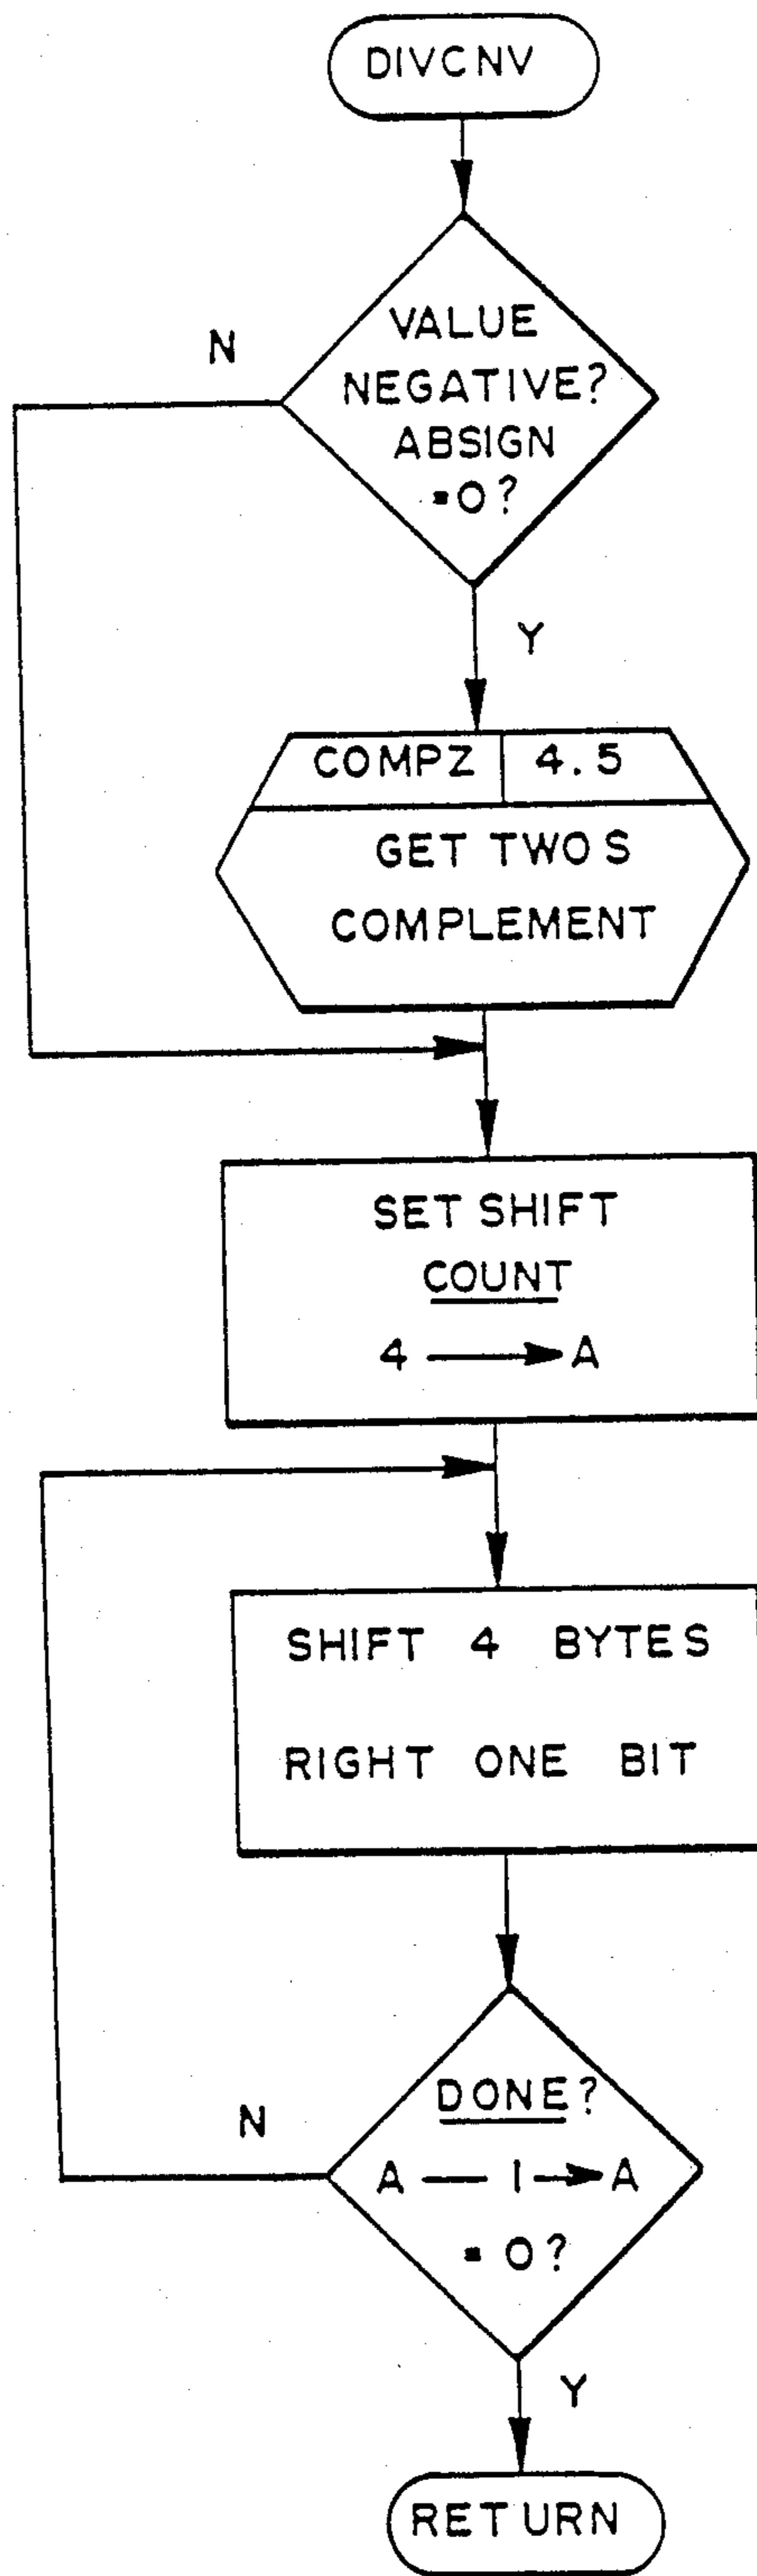 DIVCNV
VALUE
NEGATIVE?
ABSIGN
=0?
N
Y
COMPZ 4.5
GET TWOS
COMPLEMENT
SET SHIFT
COUNT
4 → A
SHIFT 4 BYTES
RIGHT ONE BIT
DONE?
A — 1 → A
= 0?
N
Y
RETURN